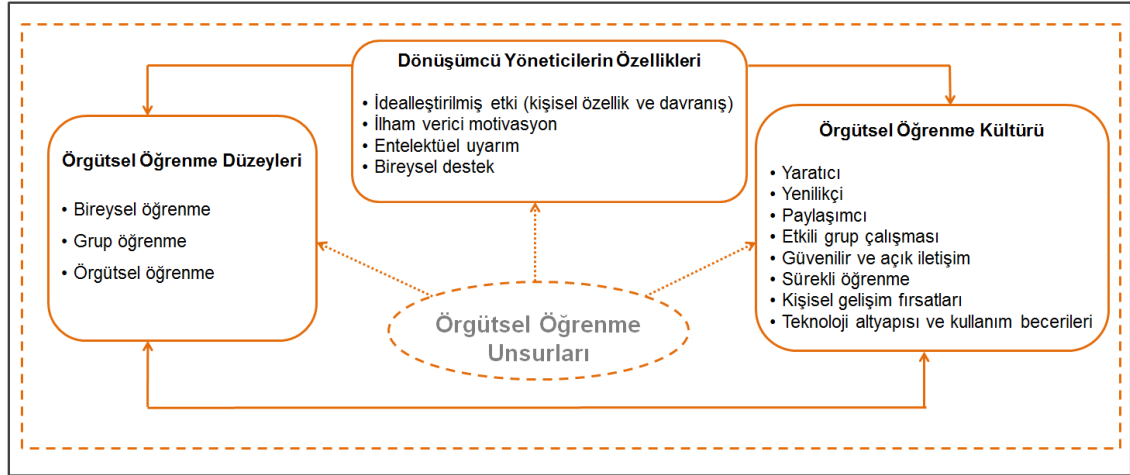 Dönüşümcü Yöneticilerin Özellikleri
• İdealleştirilmiş etki (kişisel özellik ve davranış)
• İlham verici motivasyon
• Entelektüel uyarım
• Bireysel destek
Örgütsel Öğrenme Düzeyleri
• Bireysel öğrenme
• Grup öğrenme
• Örgütsel öğrenme
Örgütsel Öğrenme Kültürü
• Yaratıcı
• Yenilikçi
• Paylaşımcı
• Etkili grup çalışması
• Güvenilir ve açık iletişim
• Sürekli öğrenme
• Kişisel gelişim fırsatları
• Teknoloji altyapısı ve kullanım becerileri
Örgütsel Öğrenme
Unsurları